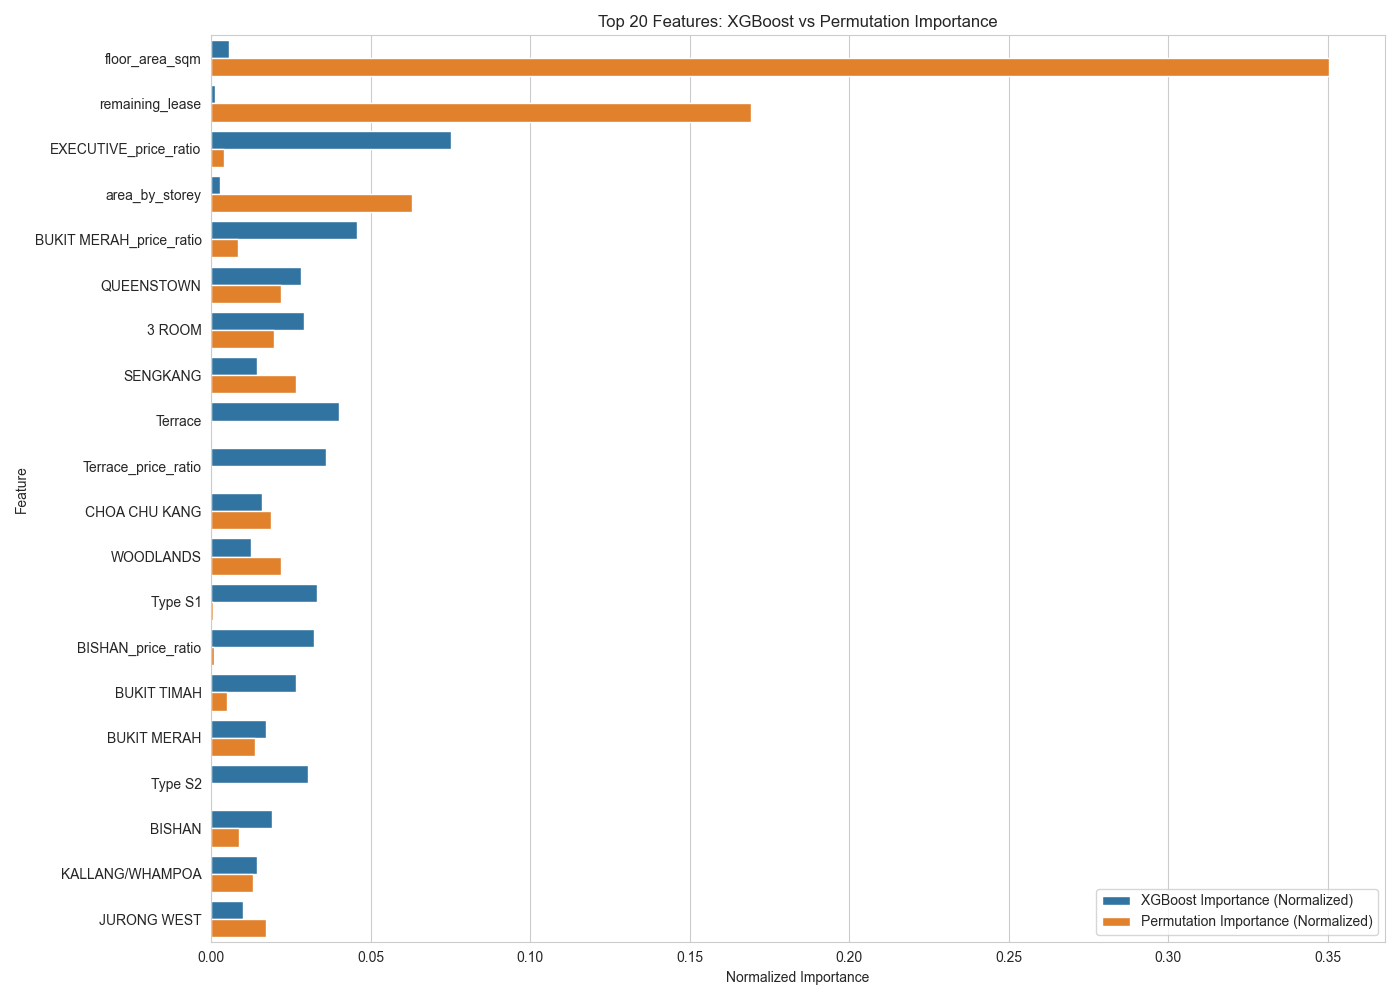 Top 20 Features: XGBoost vs Permutation Importance
Feature
floor_area_sqm
remaining_lease
EXECUTIVE_price_ratio
area_by_storey
BUKIT MERAH_price_ratio
QUEENSTOWN
3 ROOM
SENGKANG
Terrace
Terrace_price_ratio
CHOA CHU KANG
WOODLANDS
Type S1
BISHAN_price_ratio
BUKIT TIMAH
BUKIT MERAH
Type S2
BISHAN
KALLANG/WHAMPOA
JURONG WEST
XGBoost Importance (Normalized)
Permutation Importance (Normalized)
0.00 0.05 0.10 0.15 0.20 0.25 0.30 0.35
Normalized Importance